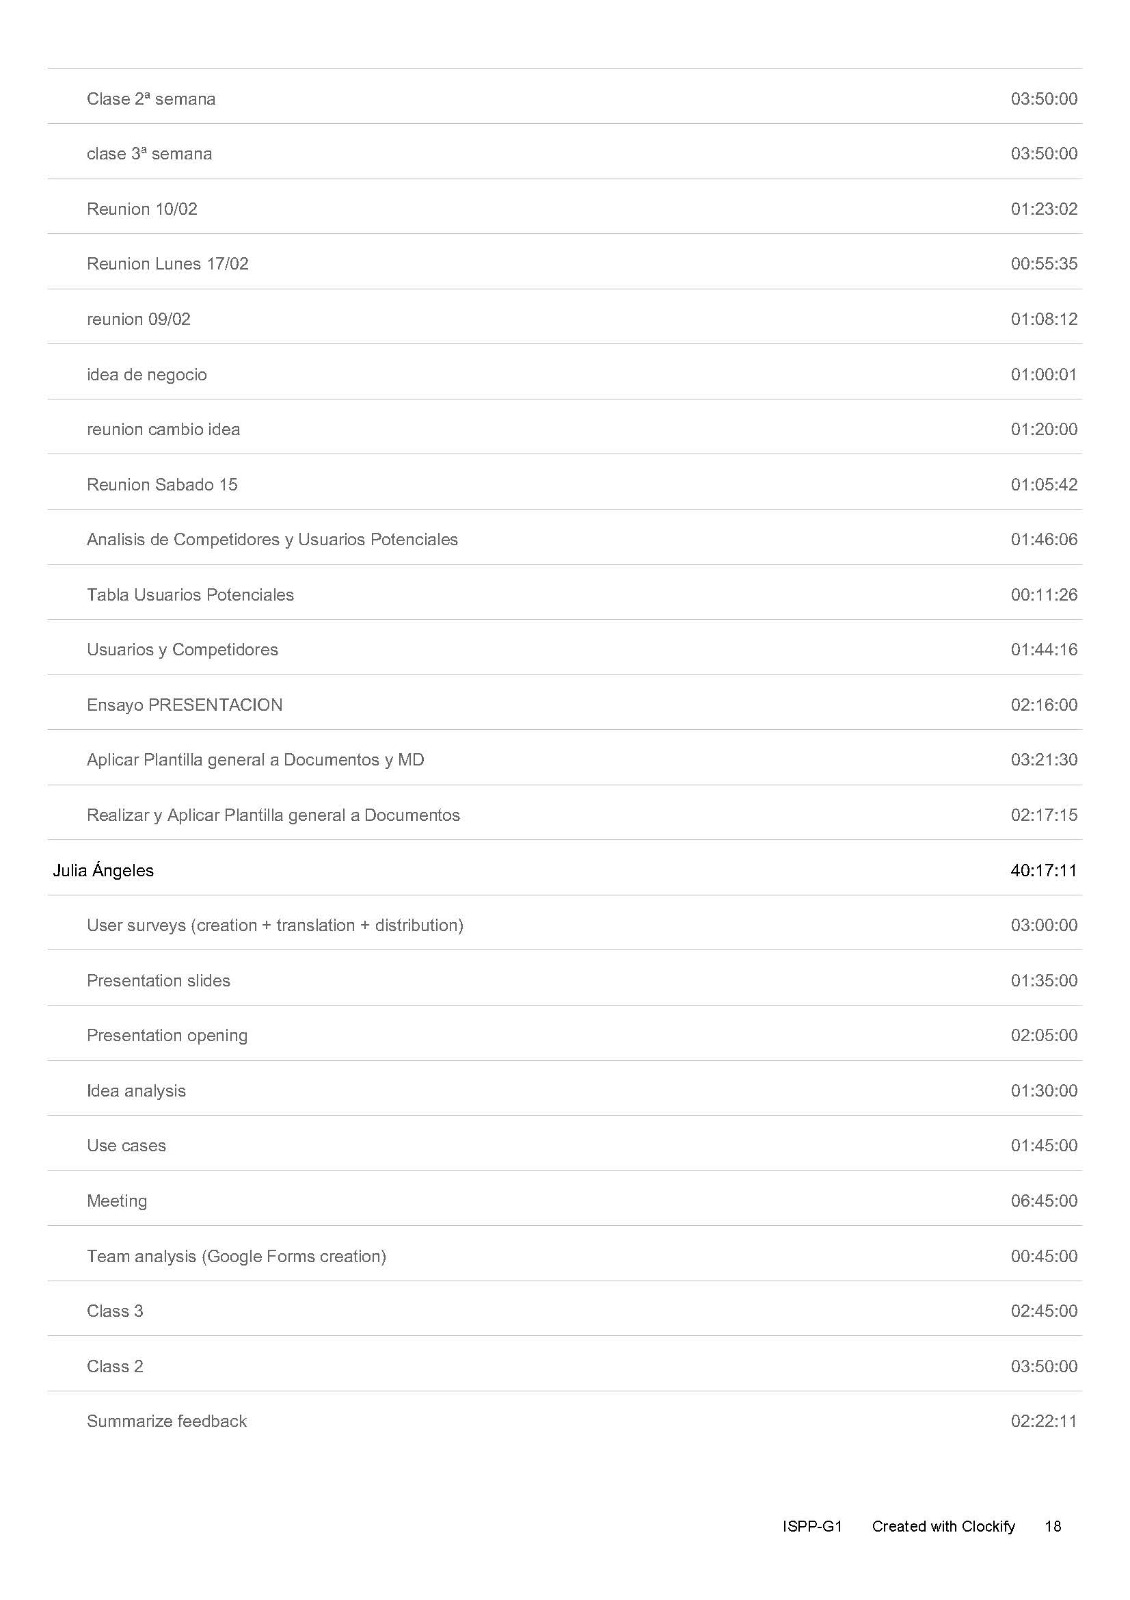 Clase 2ª semana 03:50:00
clase 3ª semana 03:50:00
Reunion 10/02 01:23:02
Reunion Lunes 17/02 00:55:35
reunion 09/02 01:08:12
idea de negocio 01:00:01
reunion cambio idea 01:20:00
Reunion Sabado 15 01:05:42
Analisis de Competidores y Usuarios Potenciales 01:46:06
Tabla Usuarios Potenciales 00:11:26
Usuarios y Competidores 01:44:16
Ensayo PRESENTACION 02:16:00
Aplicar Plantilla general a Documentos y MD 03:21:30
Realizar y Aplicar Plantilla general a Documentos 02:17:15
Julia Ángeles 40:17:11
User surveys (creation + translation + distribution) 03:00:00
Presentation slides 01:35:00
Presentation opening 02:05:00
Idea analysis 01:30:00
Use cases 01:45:00
Meeting 06:45:00
Team analysis (Google Forms creation) 00:45:00
Class 3 02:45:00
Class 2 03:50:00
Summarize feedback 02:22:11
ISPP-G1 Created with Clockify 18